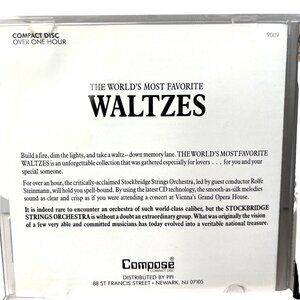 COMPACT DISC
OVER ONE HOUR
9009
THE WORLD'S MOST FAVORITE
WALTZES
Build a fire, dim the lights, and take a waltz – down memory lane. THE WORLD'S MOST FAVORITE
WALTZES is an unforgettable collection that was gathered especially for lovers . . . for you and your
special someone.
For over an hour, the critically-acclaimed Stockbridge Strings Orchestra, led by guest conductor Rolfe
Steinmann, will hold you spellbound. By using the latest CD technology, the smooth-as-silk melodies
sound as clear and crisp as if you were attending a concert at Vienna's Grand Opera House.
It is indeed rare to encounter an orchestra of such world-class caliber, but the STOCKBRIDGE
STRINGS ORCHESTRA is without a doubt an extraordinary group. What was originally the vision
of a few very able and committed musicians has today evolved into a veritable national treasure.
Compose
COMPACT DISC
DISTRIBUTED BY PPI
88 ST FRANCIS STREET • NEWARK, NJ 07105